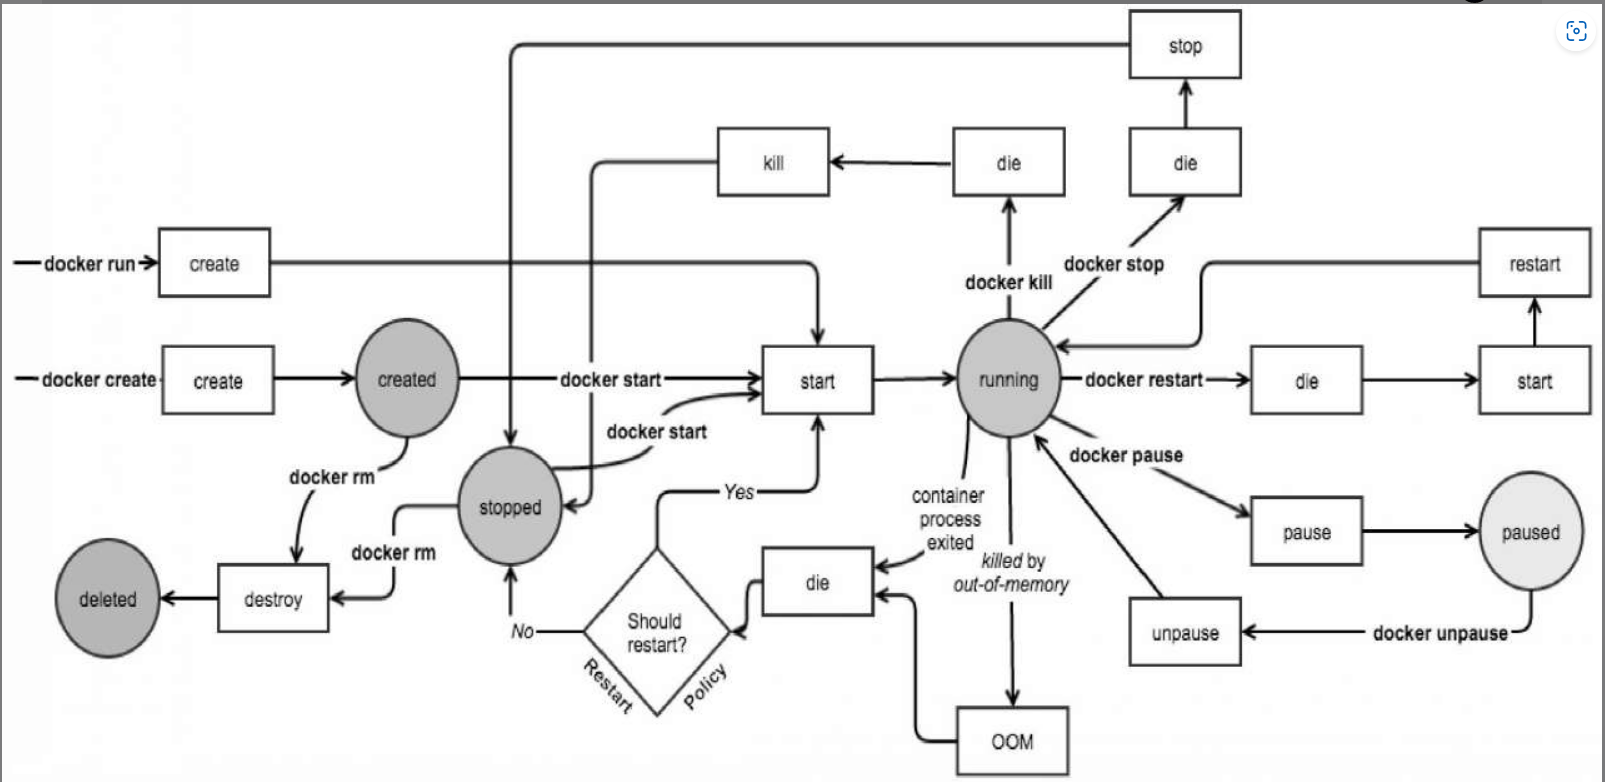 stop
kill
die
die
docker run
create
docker kill
docker stop
restart
docker create
create
created
docker start
start
running
docker restart
die
start
docker start
docker pause
docker rm
stopped
Yes
container
process
exited
pause
paused
docker rm
deleted
destroy
die
killed by
out-of-memory
No
Should
restart?
Restart
Policy
unpause
docker unpause
OOM